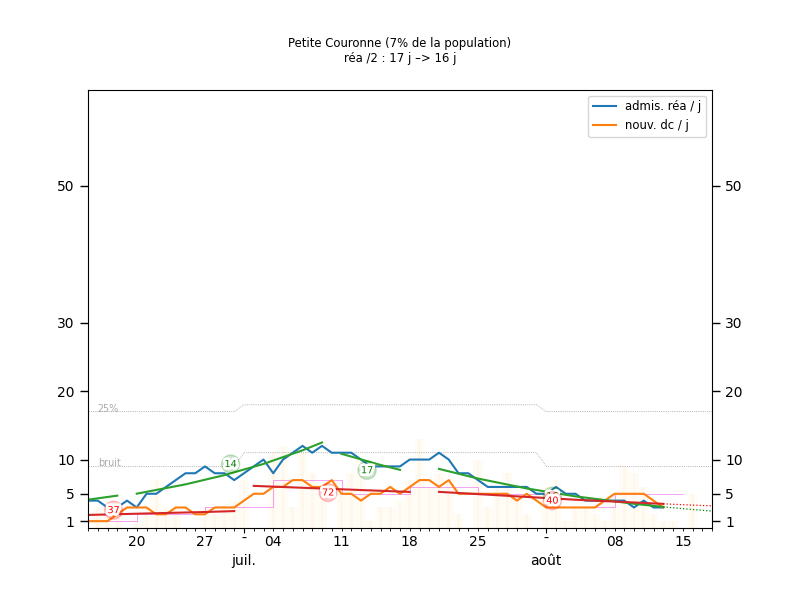 Petite Couronne (7% de la population)
réa /2 : 17 j –> 16 j
admis. réa / j
nouv. dc / j
50 50
30 30
20 20
25%
10 bruit 10
14
17
72
5 5
40
37
1 1
20 27 - 04 11 18 25 - 08 15
juil. août